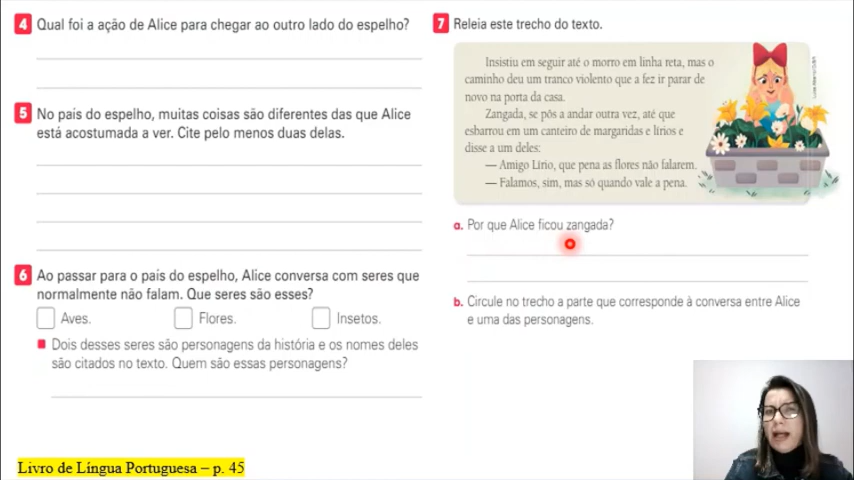 4 Qual foi a ação de Alice para chegar ao outro lado do espelho?
5 No país do espelho, muitas coisas são diferentes das que Alice
está acostumada a ver. Cite pelo menos duas delas.
6 Ao passar para o país do espelho, Alice conversa com seres que
normalmente não falam. Que seres são esses?
Aves. Flores. Insetos.
Dois desses seres são personagens da história e os nomes deles
são citados no texto. Quem são essas personagens?
Livro de Língua Portuguesa – p. 45
7 Releia este trecho do texto.
Insistiu em seguir até o morro em linha reta, mas o
caminho deu um tranco violento que a fez ir parar de
novo na porta da casa.
Zangada, se pôs a andar outra vez, até que
esbarrou em um canteiro de margaridas e lírios e
disse a um deles:
— Amigo Lírio, que pena as flores não falarem.
— Falamos, sim, mas só quando vale a pena.
a. Por que Alice ficou zangada?
b. Circule no trecho a parte que corresponde à conversa entre Alice
e uma das personagens.